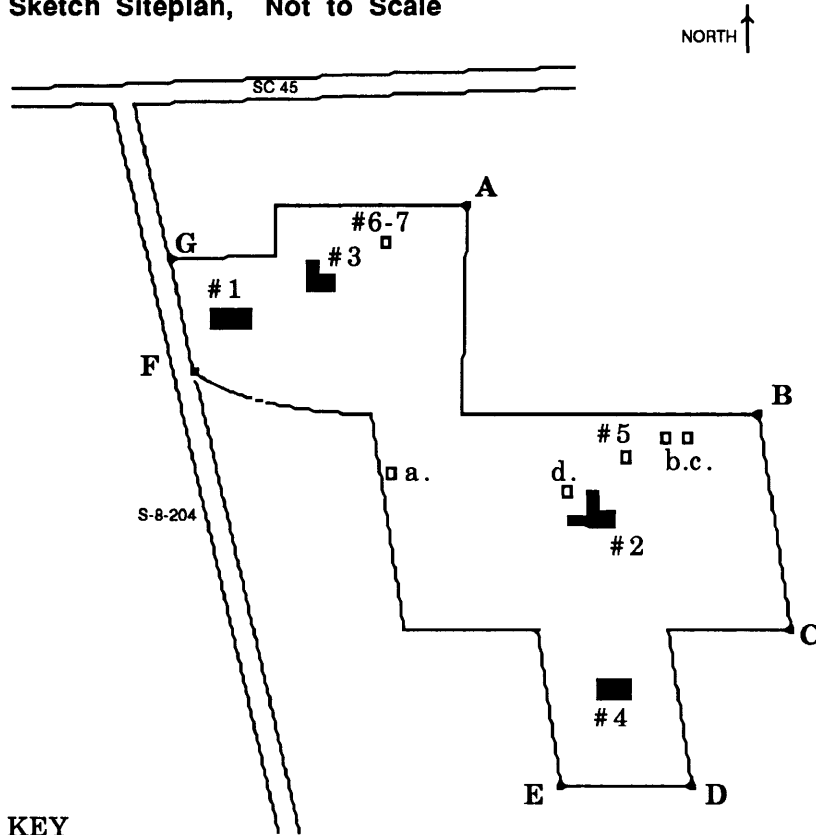 Sketch Siteplan, Not to Scale
NORTH
SC 45
A
#6-7
G
#3
#1
F
B
#5
b.c.
a.
d.
S-8-204
#2
C
#4
E
D
KEY